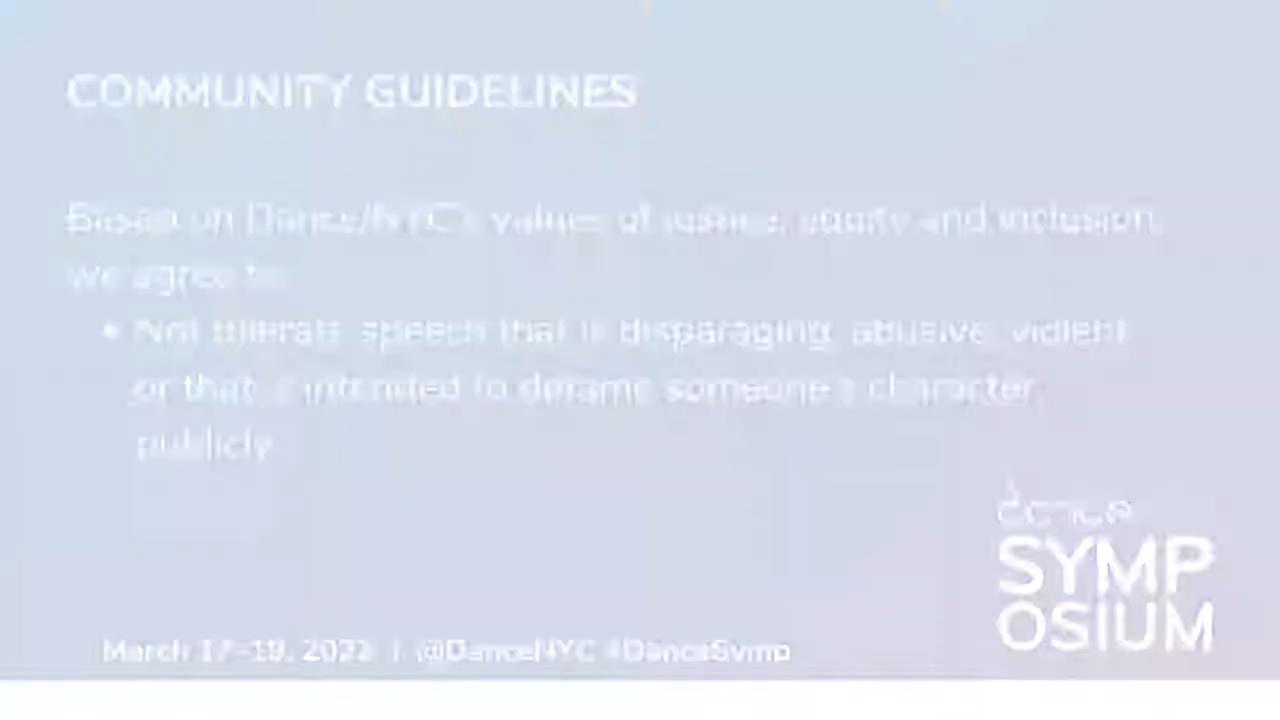 COMMUNITY GUIDELINES
Based on Dance/NYC's values of justice, equity and inclusion,
we agree to:
• Not tolerate speech that is disparaging, abusive, violent
or that is intended to defame someone's character
publicly.
dance
SYMP
OSIUM
March 17-19, 2022 | @DanceNYC #DanceSymp